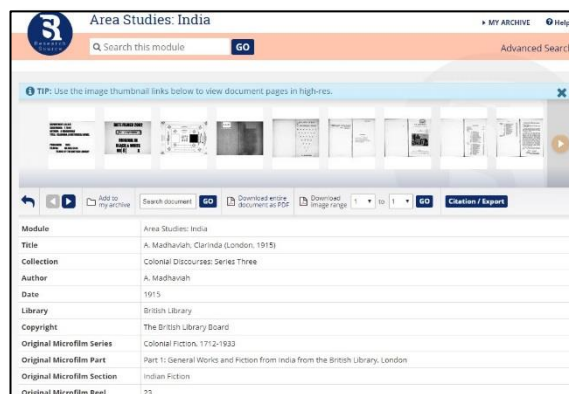 Area Studies: India
MY ARCHIVE
Help
Research Source
Search this module
GO
Advanced Search
TIP: Use the image thumbnail links below to view document pages in high-res.
Add to my archive
Search document
GO
Download entire document as PDF
Download image range
1
to
1
GO
Citation / Export
Module Area Studies: India
Title A. Madhaviah, Clarinda (London, 1915)
Collection Colonial Discourses: Series Three
Author A. Madhaviah
Date 1915
Library British Library
Copyright The British Library Board
Original Microfilm Series Colonial Fiction, 1712-1933
Original Microfilm Part Part 1: General Works and Fiction from India from the British Library, London
Original Microfilm Section Indian Fiction
Original Microfilm Reel 23